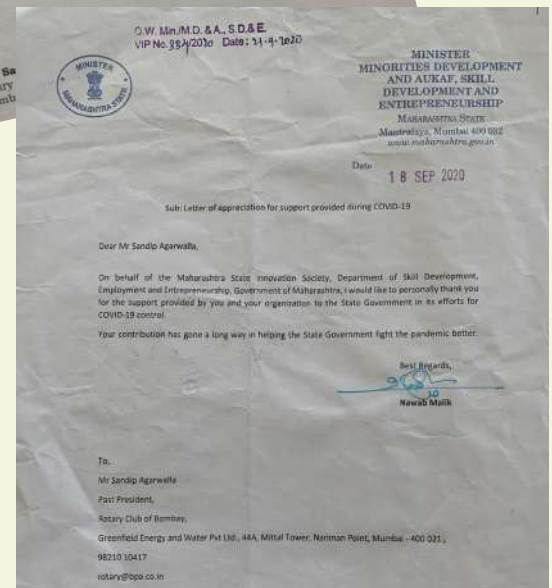 O.W. Min./M.D. & A., S.D.& E.
VIP No. /2020 Date: 21-9-2020
MINISTER
MAHARASHTRA STATE
MINISTER
MINORITIES DEVELOPMENT
AND AUKAF, SKILL
DEVELOPMENT AND
ENTREPRENEURSHIP
MAHARASHTRA STATE
Mantralaya, Mumbai 400 032
www.maharashtra.gov.in
Date:
18 SEP 2020
Sub: Letter of appreciation for support provided during COVID-19
Dear Mr Sandip Agarwalla,
On behalf of the Maharashtra State Innovation Society, Department of Skill Development,
Employment and Entrepreneurship, Government of Maharashtra, I would like to personally thank you
for the support provided by you and your organization to the State Government in its efforts for
COVID-19 control.
Your contribution has gone a long way in helping the State Government fight the pandemic better.
Best Regards,
Nawab Malik
To,
Mr Sandip Agarwalla
Past President,
Rotary Club of Bombay,
Greenfield Energy and Water Pvt Ltd., 44A, Mittal Tower, Nariman Point, Mumbai - 400 021.,
98210 30417
rotary@bpa.co.in